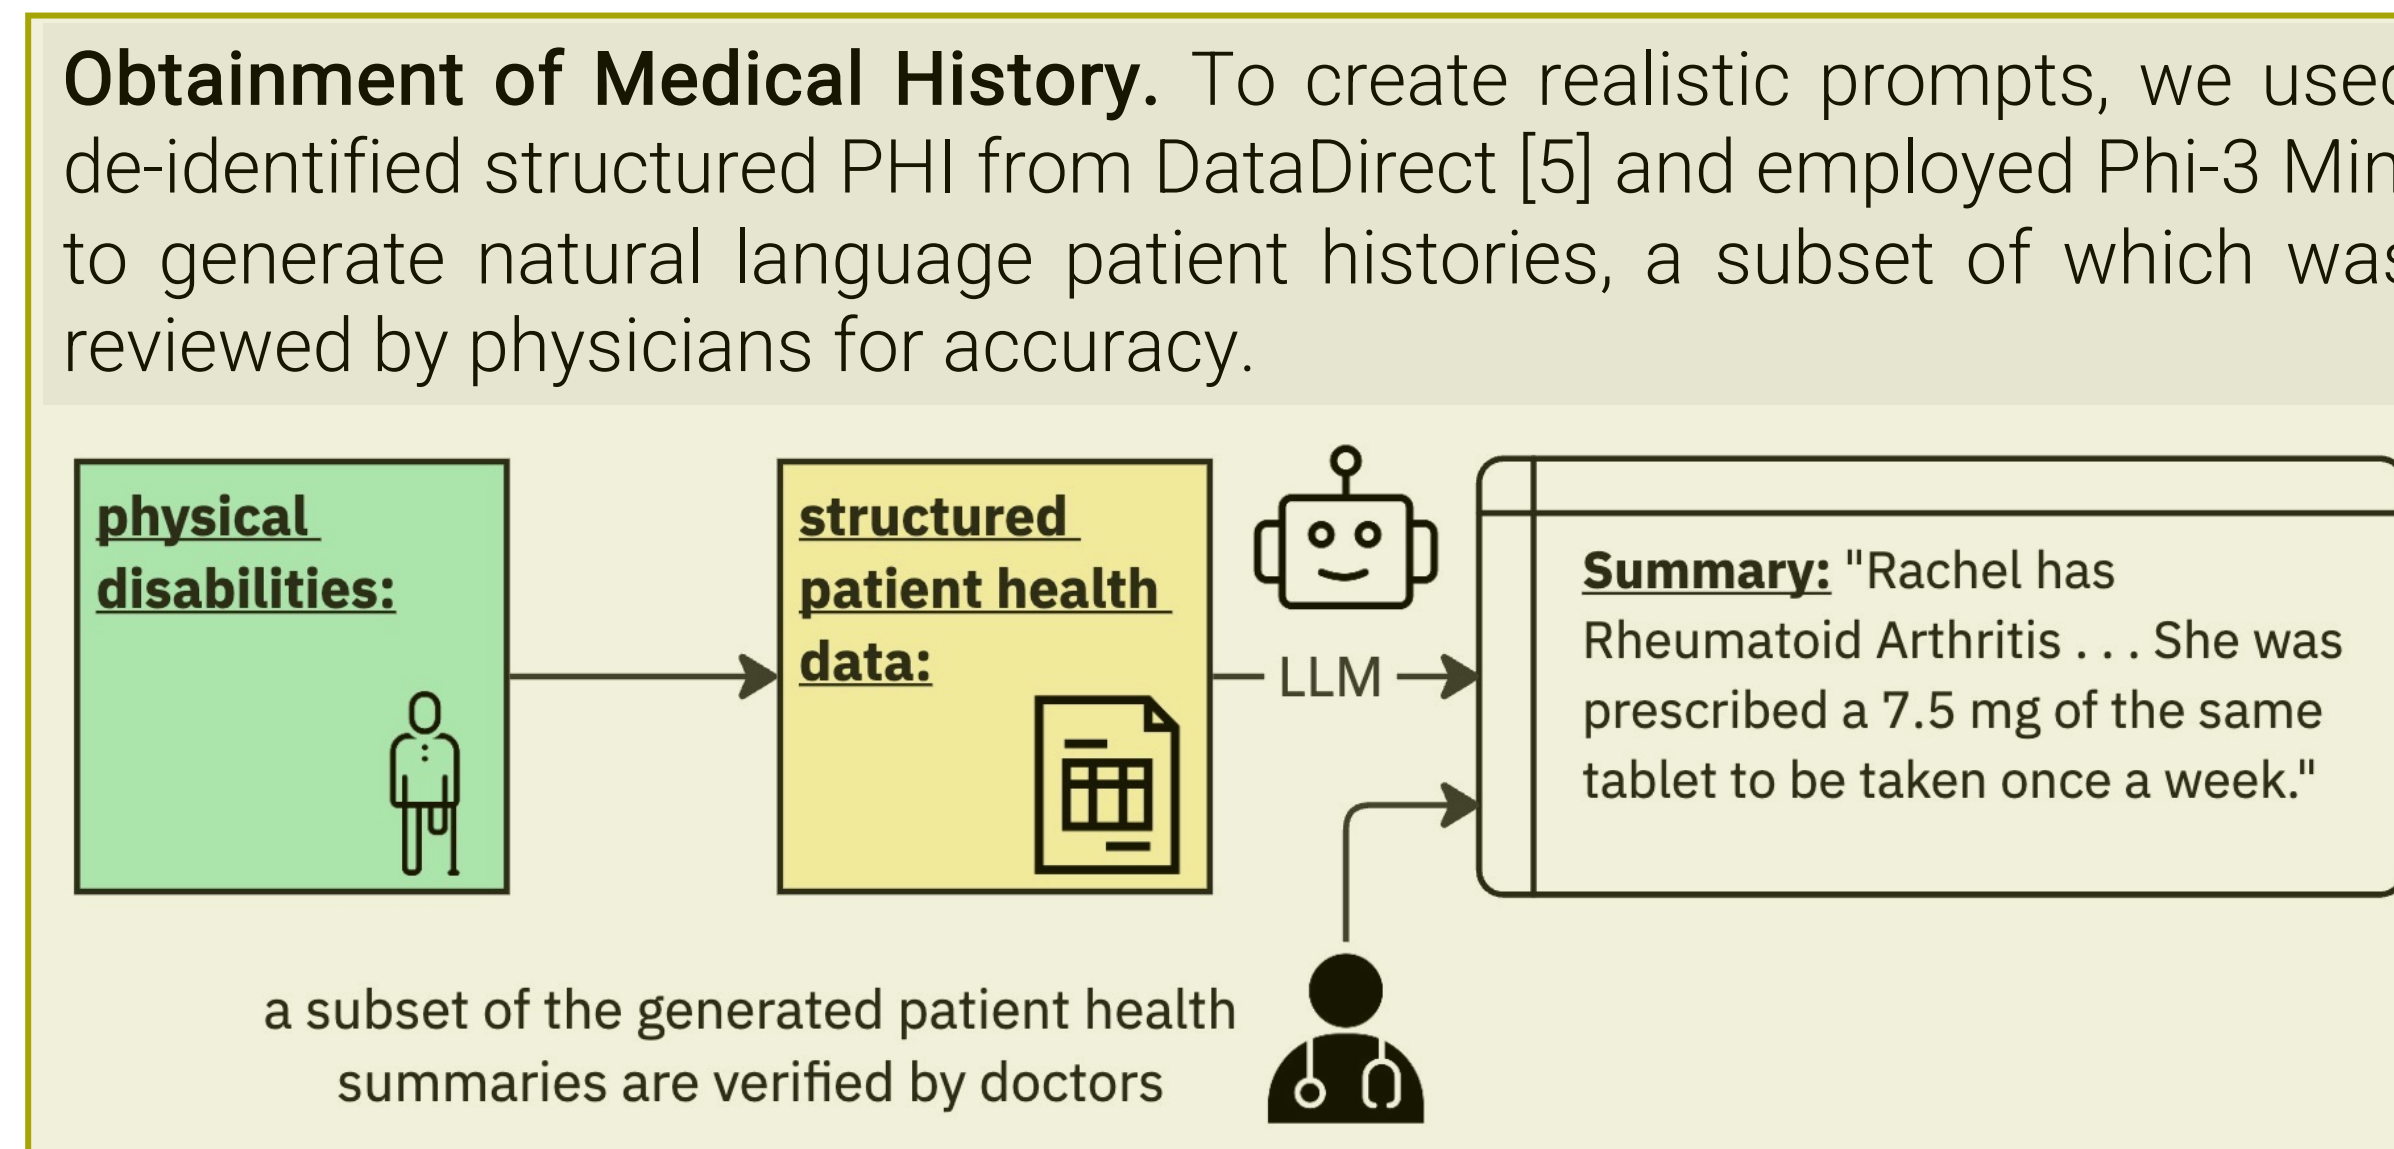 Obtainment of Medical History. To create realistic prompts, we used
de-identified structured PHI from DataDirect [5] and employed Phi-3 Min
to generate natural language patient histories, a subset of which was
reviewed by physicians for accuracy.
physical
disabilities:
structured
patient health
data:
LLM
Summary: "Rachel has
Rheumatoid Arthritis . . . She was
prescribed a 7.5 mg of the same
tablet to be taken once a week."
a subset of the generated patient health
summaries are verified by doctors